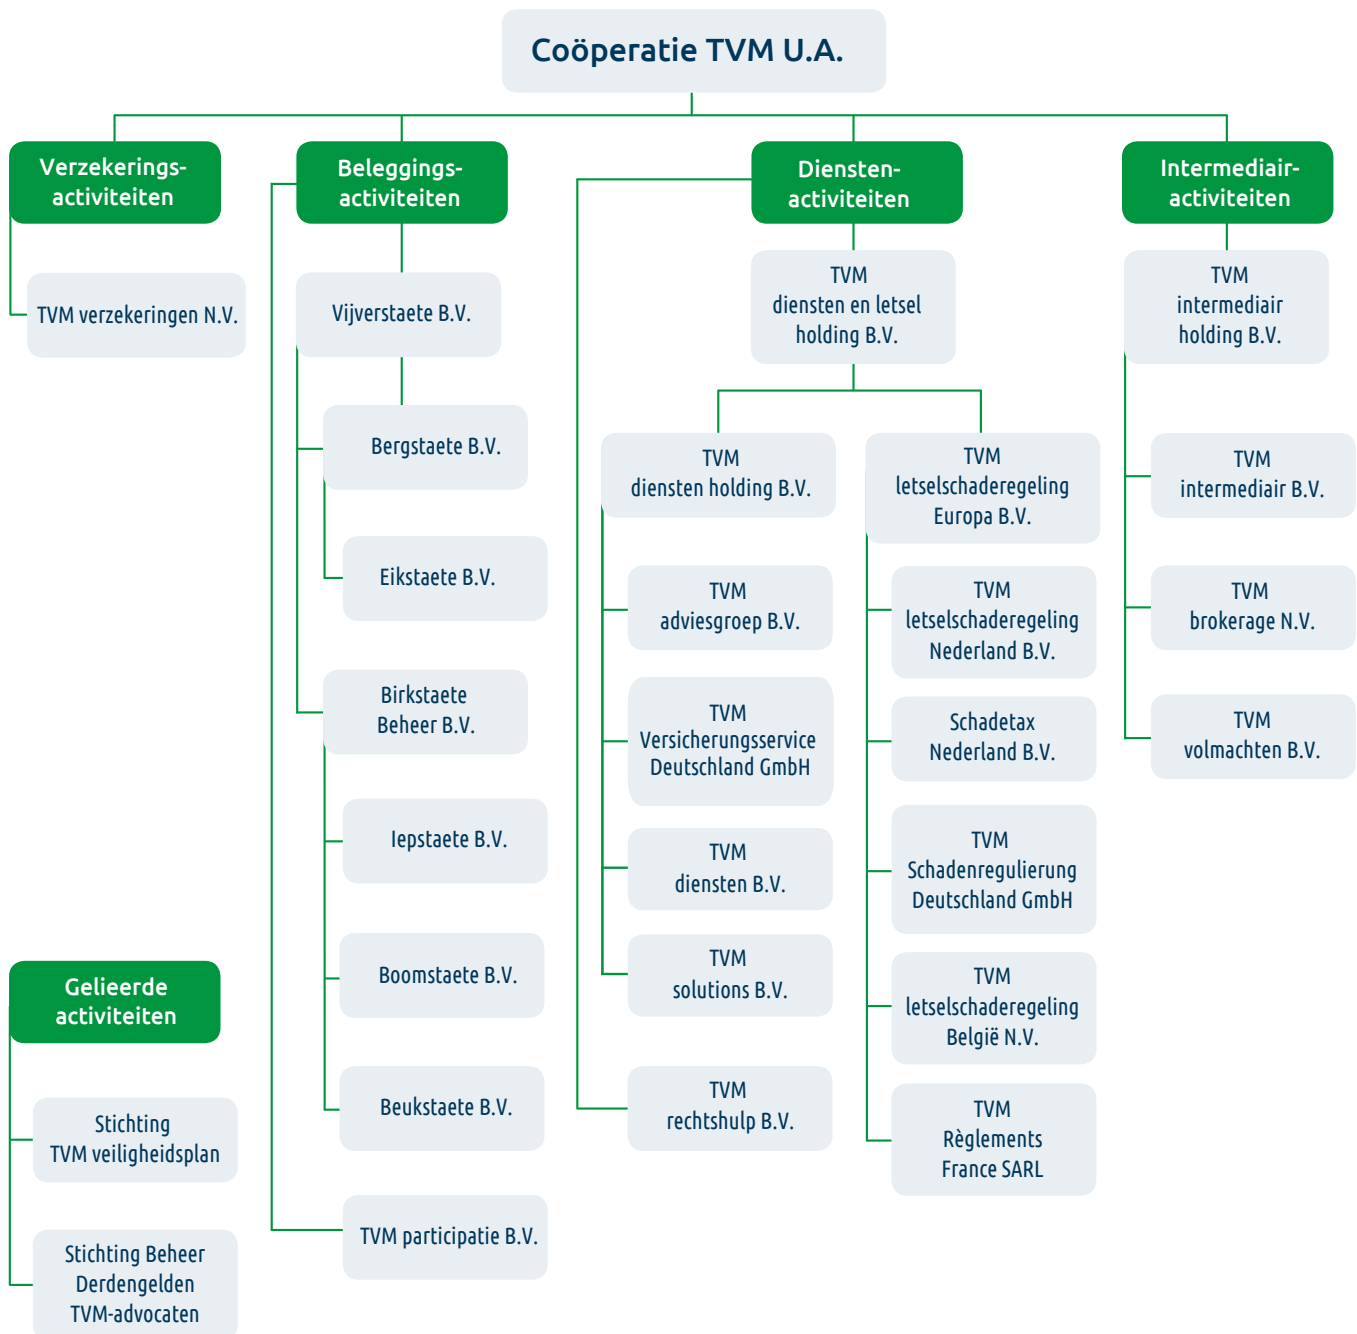 Coöperatie TVM U.A.
Verzekerings-
activiteiten
TVM verzekeringen N.V.
Beleggings-
activiteiten
Vijverstaete B.V.
Bergstaete B.V.
Eikstaete B.V.
Birkstaete
Beheer B.V.
Iepstaete B.V.
Boomstaete B.V.
Beukstaete B.V.
TVM participatie B.V.
Diensten-
activiteiten
TVM
diensten en letsel
holding B.V.
TVM
diensten holding B.V.
TVM
adviesgroep B.V.
TVM
Versicherungsservice
Deutschland GmbH
TVM
diensten B.V.
TVM
solutions B.V.
TVM
rechtshulp B.V.
TVM
letselschaderegeling
Europa B.V.
TVM
letselschaderegeling
Nederland B.V.
Schadetax
Nederland B.V.
TVM
Schadenregulierung
Deutschland GmbH
TVM
letselschaderegeling
België N.V.
TVM
Règlements
France SARL
Intermediair-
activiteiten
TVM
intermediair
holding B.V.
TVM
intermediair B.V.
TVM
brokerage N.V.
TVM
volmachten B.V.
Gelieerde
activiteiten
Stichting
TVM veiligheidsplan
Stichting Beheer
Derdengelden
TVM-advocaten